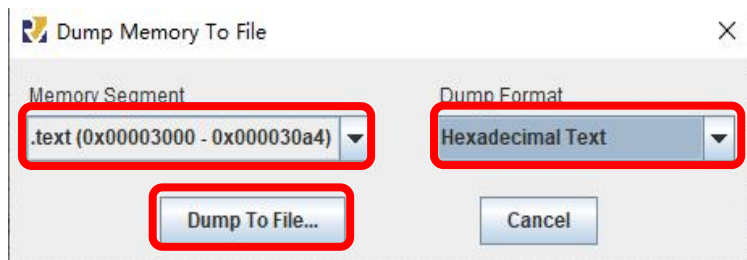 Dump Memory To File
Memory Segment Dump Format
.text (0x00003000 - 0x000030a4) Hexadecimal Text
Dump To File... Cancel